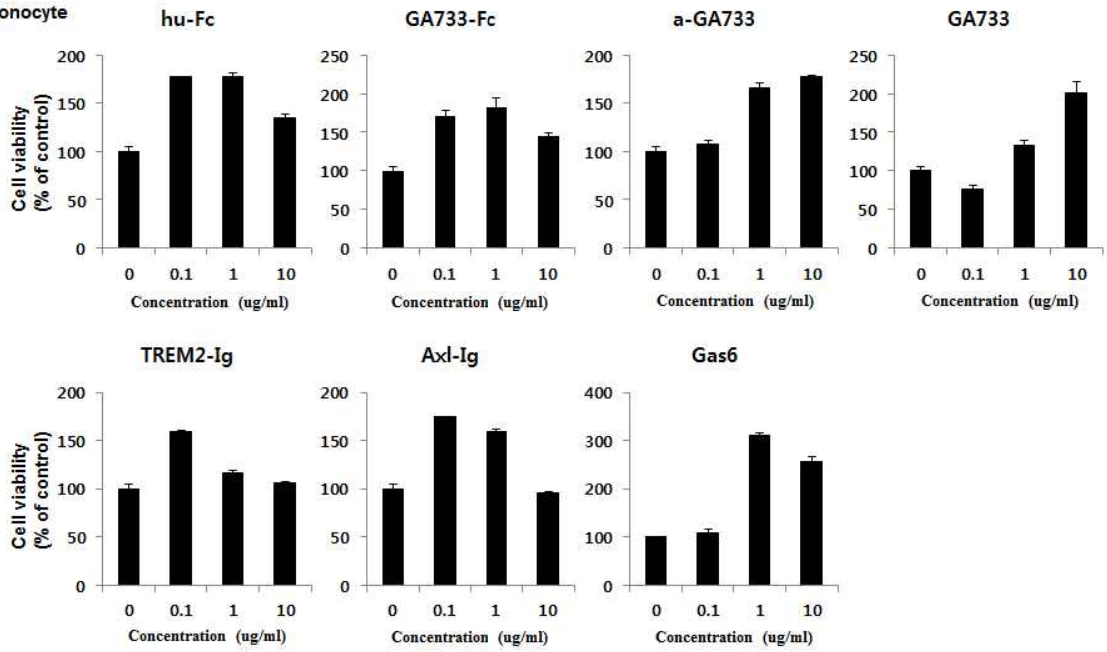 onocyte
hu-Fc GA733-Fc a-GA733 GA733
Cell viability
(% of control)
200
150
100
50
0
0 0.1 1 10
Concentration (ug/ml)
250
200
150
100
50
0
0 0.1 1 10
Concentration (ug/ml)
200
150
100
50
0
0 0.1 1 10
Concentration (ug/ml)
250
200
150
100
50
0
0 0.1 1 10
Concentration (ug/ml)
TREM2-Ig Axl-Ig Gas6
Cell viability
(% of control)
200
150
100
50
0
0 0.1 1 10
Concentration (ug/ml)
200
150
100
50
0
0 0.1 1 10
Concentration (ug/ml)
400
300
200
100
0
0 0.1 1 10
Concentration (ug/ml)